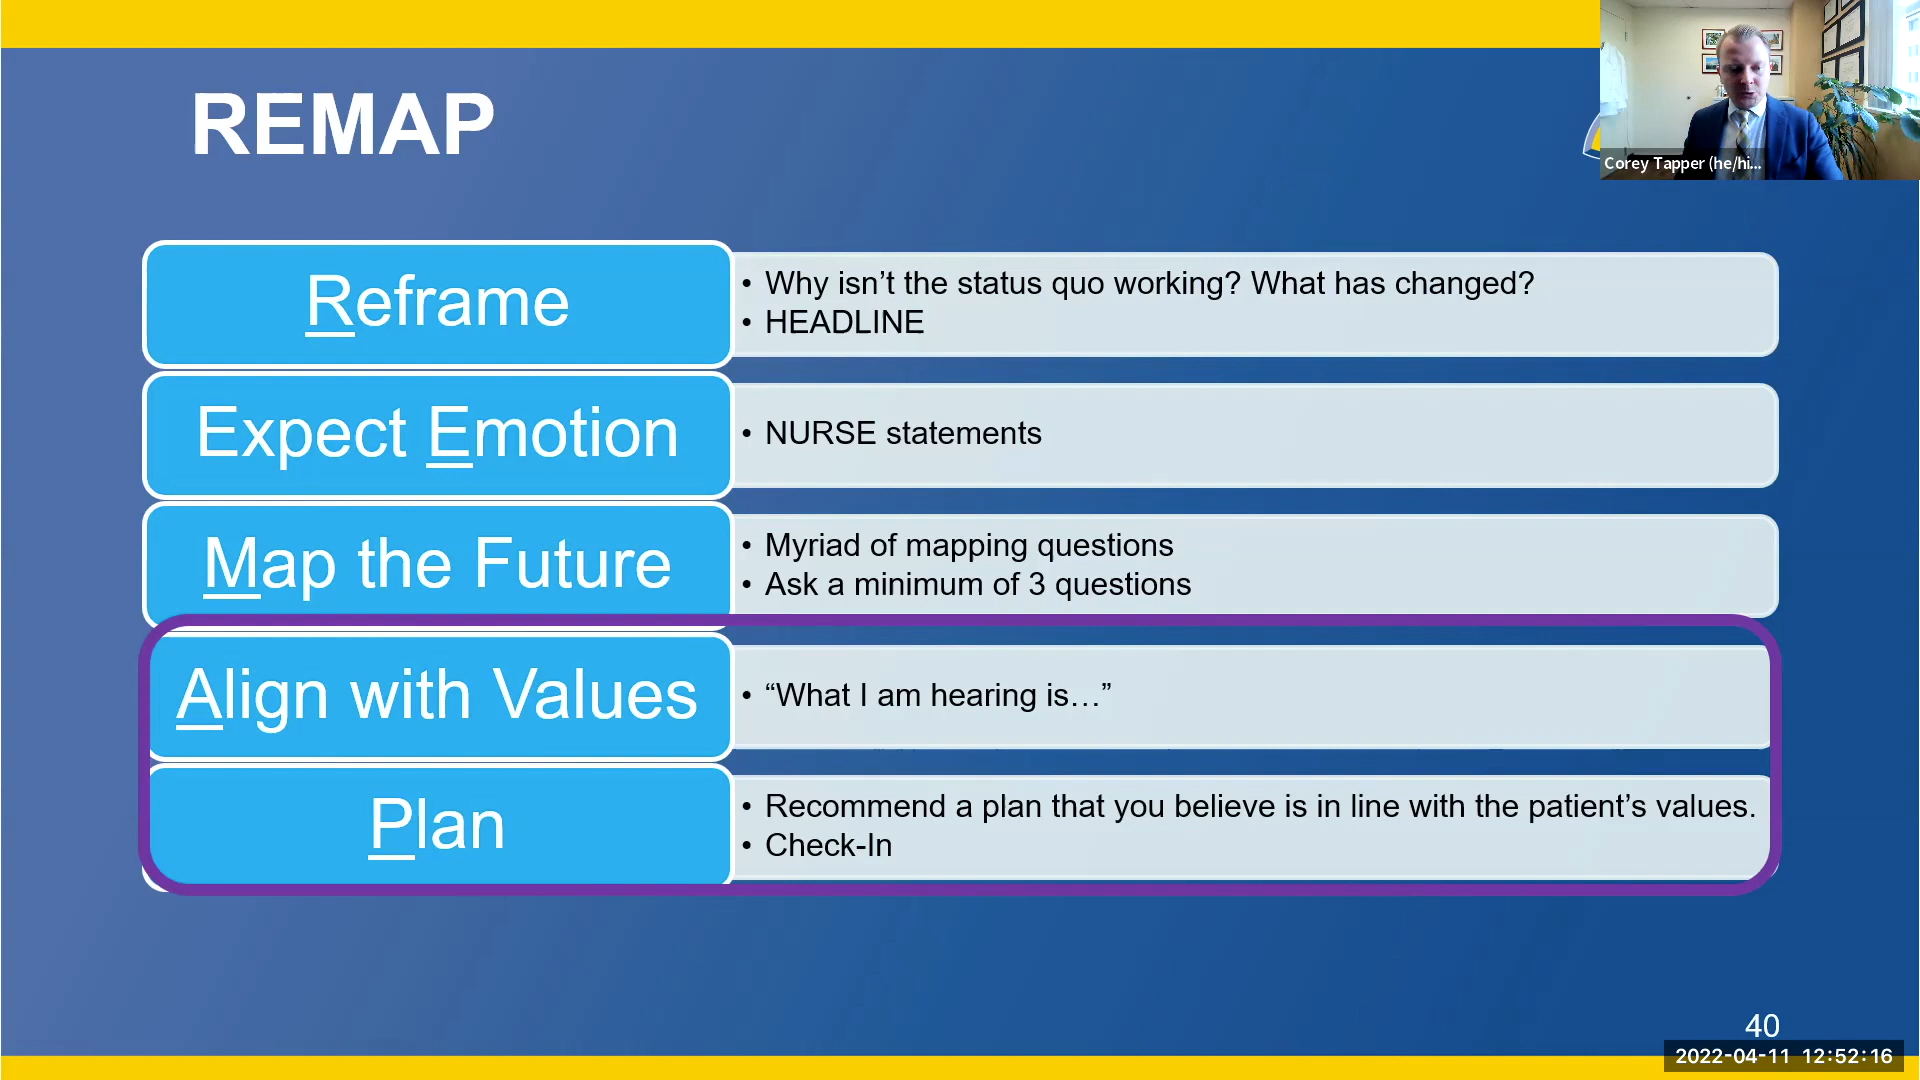 REMAP
Corey Tapper (he/hi...
Reframe
• Why isn’t the status quo working? What has changed?
• HEADLINE
Expect Emotion
• NURSE statements
Map the Future
• Myriad of mapping questions
• Ask a minimum of 3 questions
Align with Values
• “What I am hearing is…”
Plan
• Recommend a plan that you believe is in line with the patient’s values.
• Check-In
40
2022-04-11 12:52:16